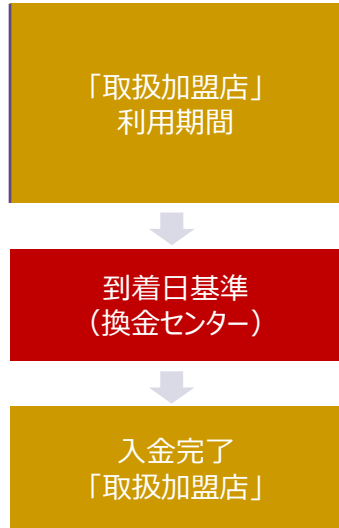 「取扱加盟店」
利用期間
到着日基準
（換金センター）
入金完了
「取扱加盟店」